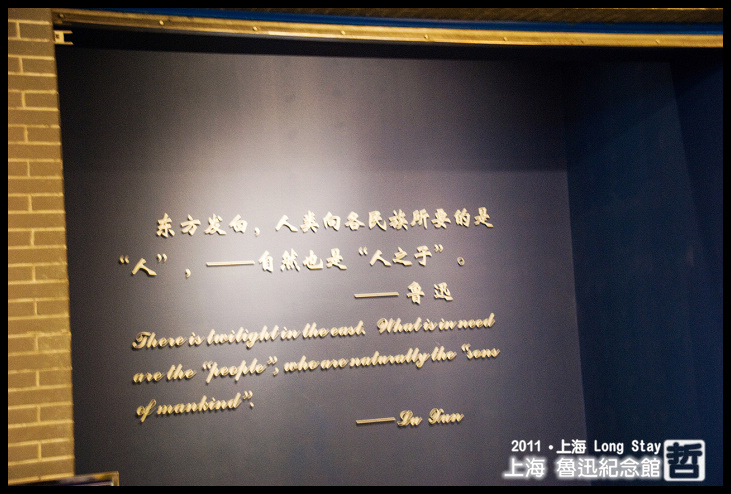 东方发白，人类向各民族所要的是
“人”，——自然也是“人之子”。
——鲁迅
There is twilight in the east. What is in need
are the "people", who are naturally the "sons
of mankind".
——Lu Xun
2011·上海 Long Stay
上海 魯迅紀念館
哲